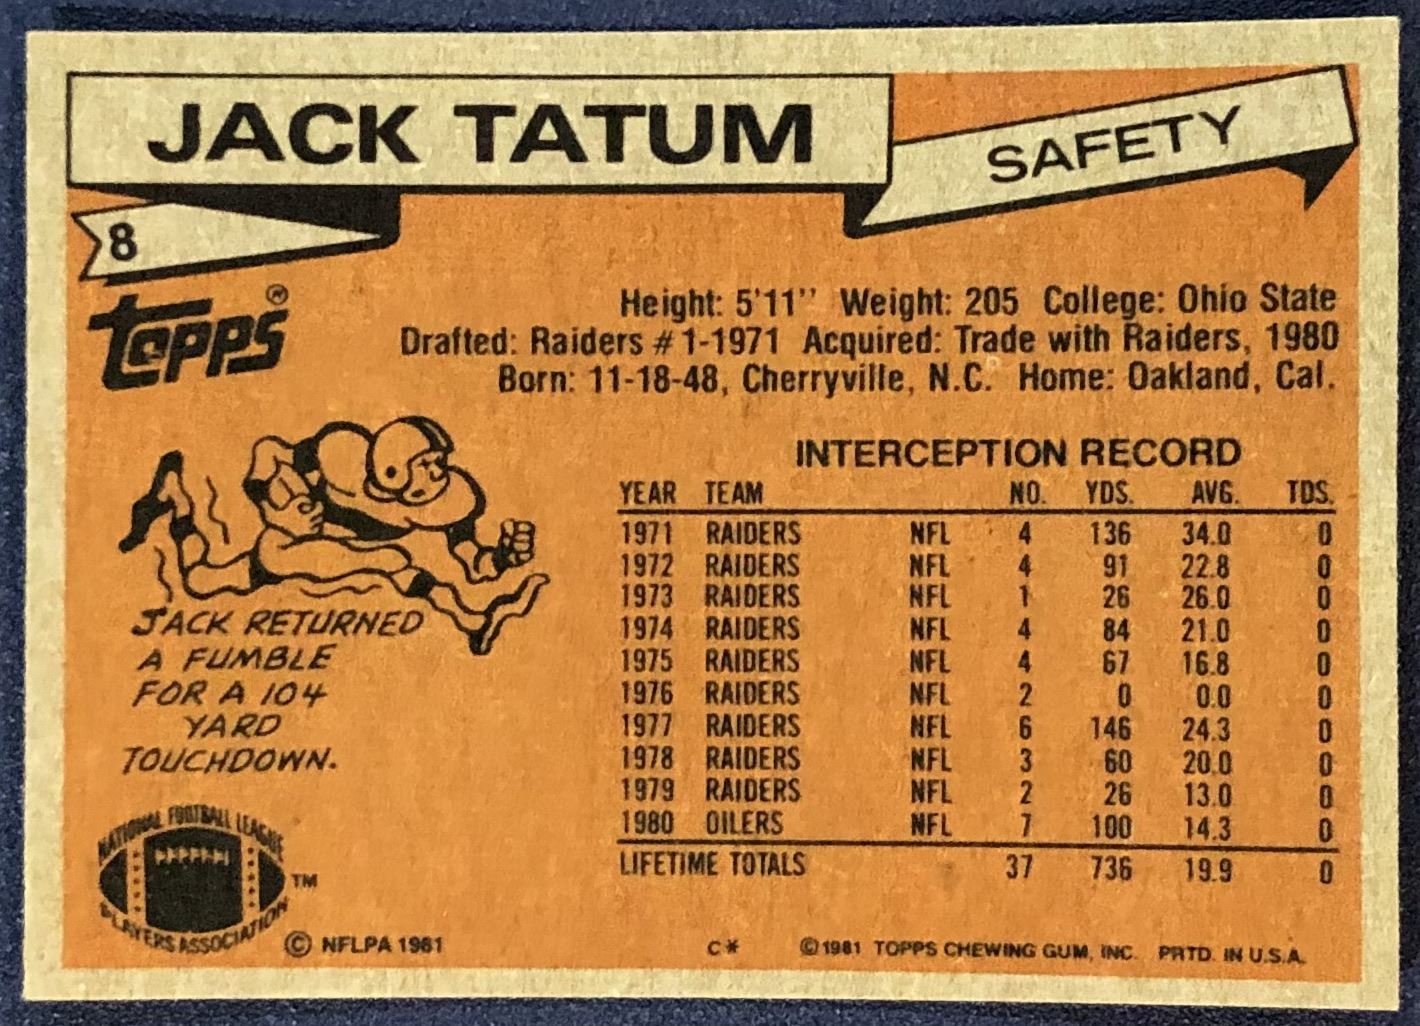 JACK TATUM
SAFETY
8
TOPPS ®
Height: 5'11" Weight: 205 College: Ohio State
Drafted: Raiders #1-1971 Acquired: Trade with Raiders, 1980
Born: 11-18-48, Cherryville, N.C. Home: Oakland, Cal.
JACK RETURNED
A FUMBLE
FOR A 104
YARD
TOUCHDOWN.
INTERCEPTION RECORD
YEAR TEAM NO. YDS. AVG. TDS.
1971 RAIDERS NFL 4 136 34.0 0
1972 RAIDERS NFL 4 91 22.8 0
1973 RAIDERS NFL 1 26 26.0 0
1974 RAIDERS NFL 4 84 21.0 0
1975 RAIDERS NFL 4 67 16.8 0
1976 RAIDERS NFL 2 0 0.0 0
1977 RAIDERS NFL 6 146 24.3 0
1978 RAIDERS NFL 3 60 20.0 0
1979 RAIDERS NFL 2 26 13.0 0
1980 OILERS NFL 7 100 14.3 0
LIFETIME TOTALS 37 736 19.9 0
NATIONAL FOOTBALL LEAGUE
PLAYERS ASSOCIATION
TM
© NFLPA 1981
C* © 1981 TOPPS CHEWING GUM, INC. PRTD. IN U.S.A.